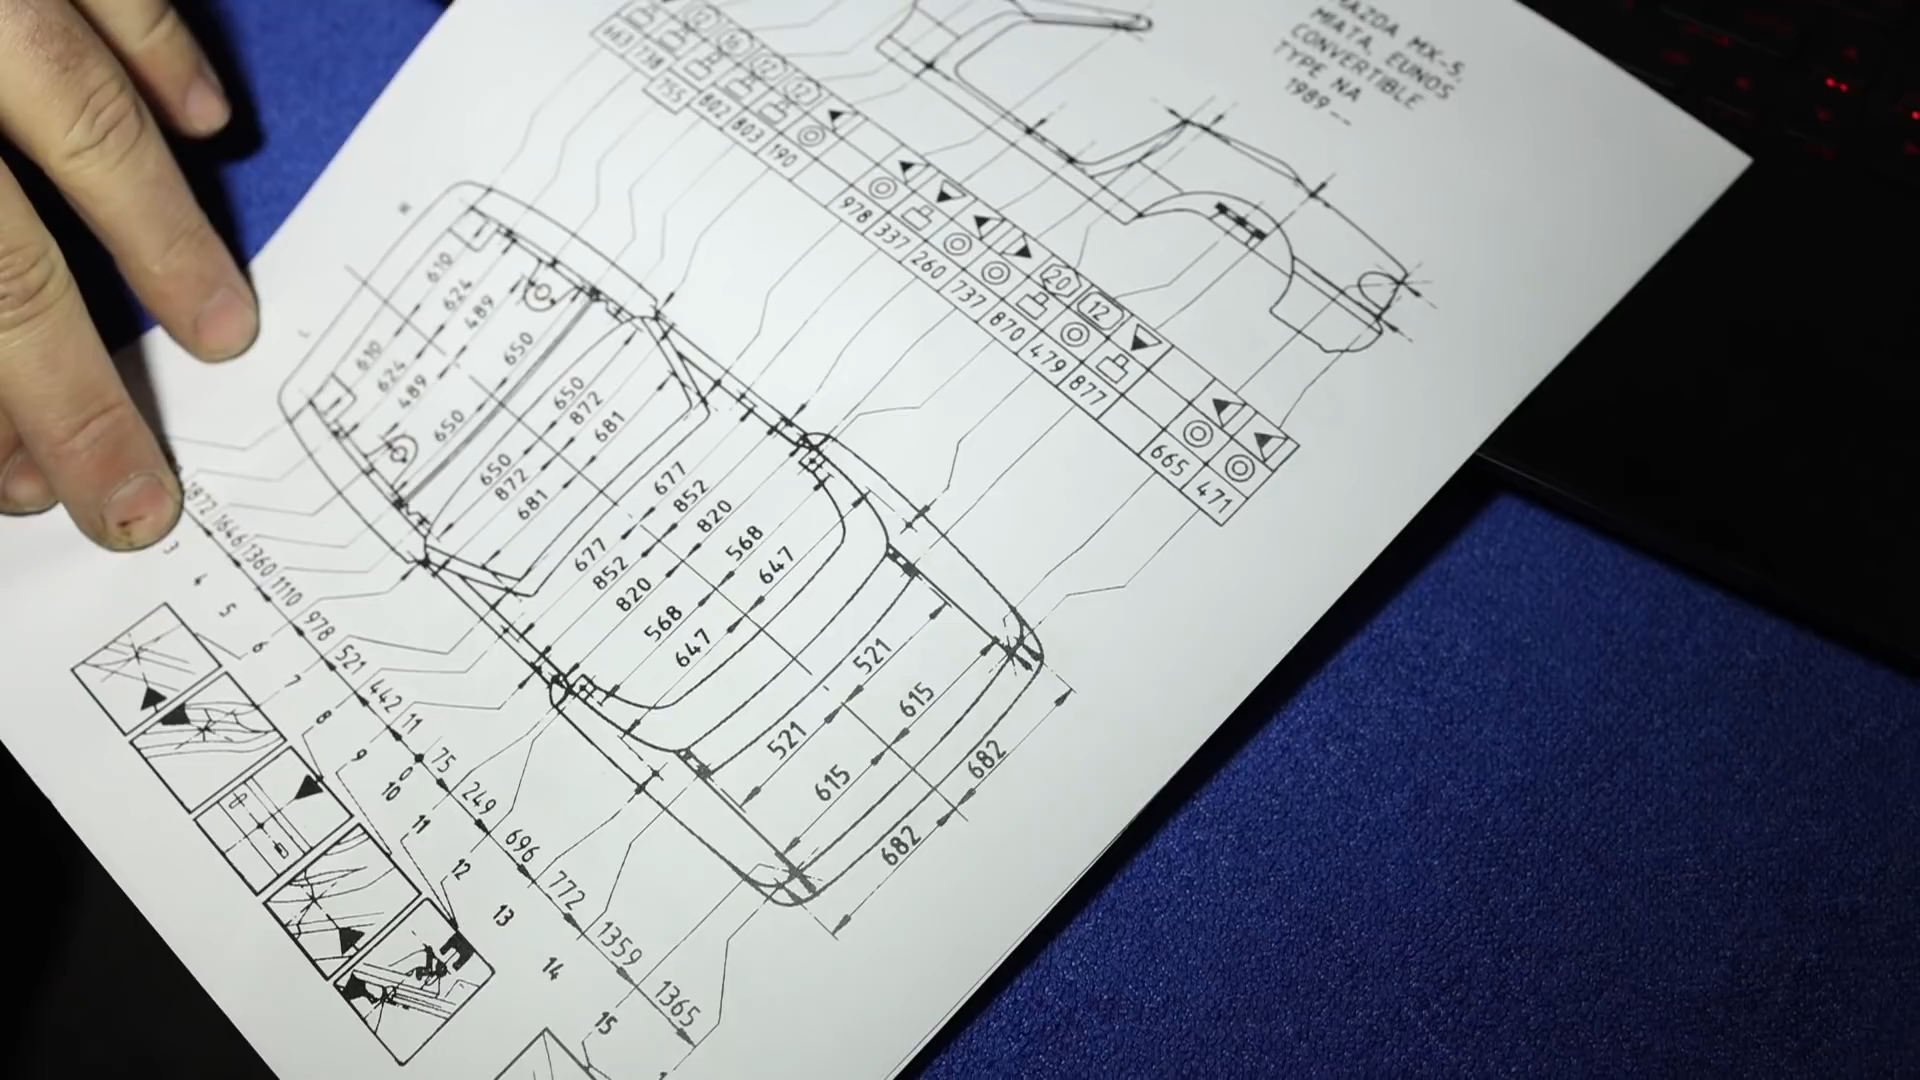 MAZDA MX-5,
MIATA, EUNOS
CONVERTIBLE
TYPE NA
1989--
12
16
12
12
663 738 755 802 803 190
20 12
978 337 260 737 870 479 877
665 471
R
L
610 610
624 624
489 489
650 650
650 650
872 872
681 681
677 677
852 852
820 820
568 568
647 647
521 521
615 615
682 682
1872 1646 1360 1110 978 521 442 11 0 75 249 696 772 1359 1365
3 4 5 6 7 8 9 10 11 12 13 14 15